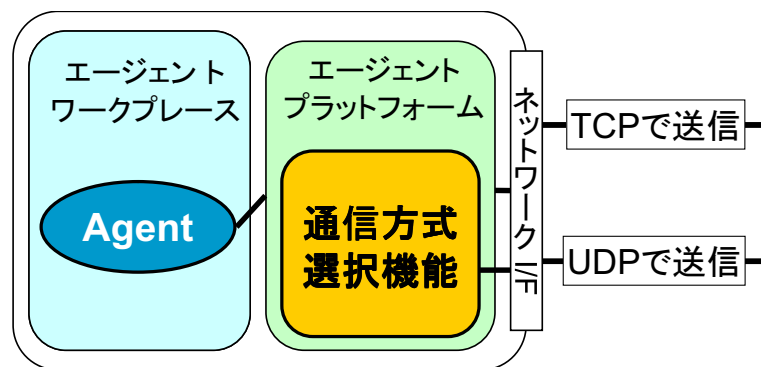 エージェント
ワークプレース
Agent
エージェント
プラットフォーム
通信方式
選択機能
ネットワーク I/F
TCPで送信
UDPで送信